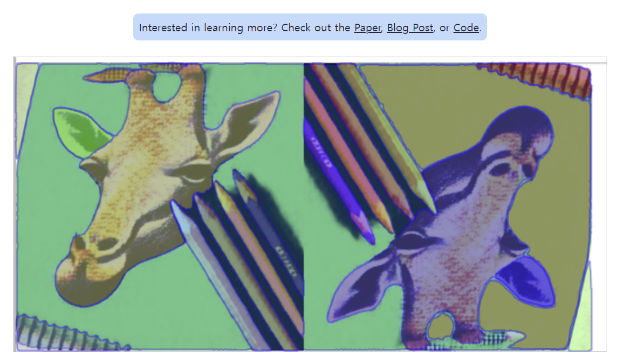 Interested in learning more? Check out the Paper, Blog Post, or Code.